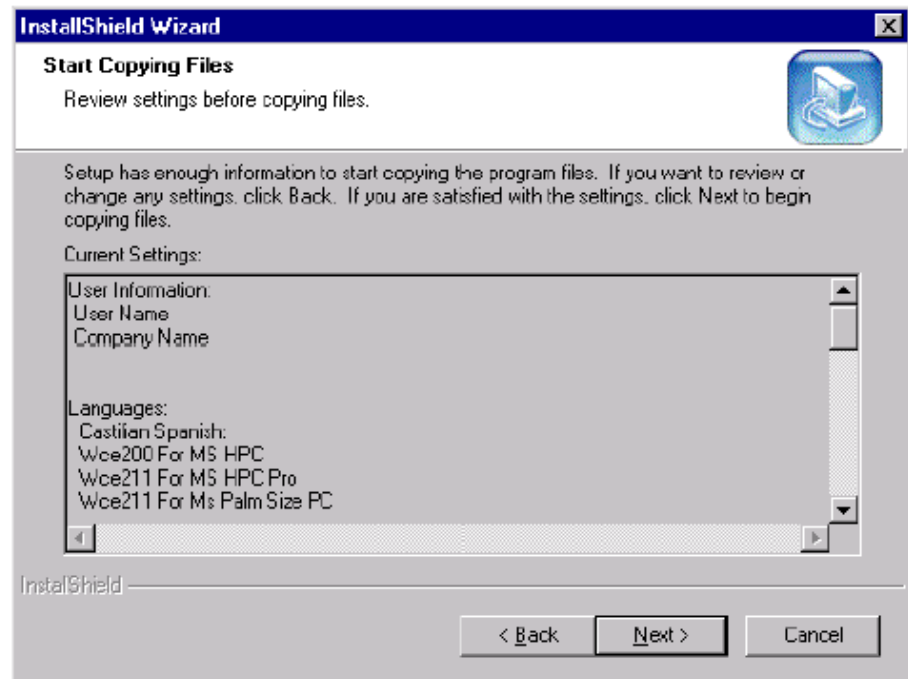 InstallShield Wizard
Start Copying Files
Review settings before copying files.
Setup has enough information to start copying the program files. If you want to review or
change any settings, click Back. If you are satisfied with the settings, click Next to begin
copying files.
Current Settings:
User Information:
User Name
Company Name
Languages:
Castilian Spanish:
Wce200 For MS HPC
Wce211 For MS HPC Pro
Wce211 For Ms Palm Size PC
InstallShield
< Back
Next >
Cancel